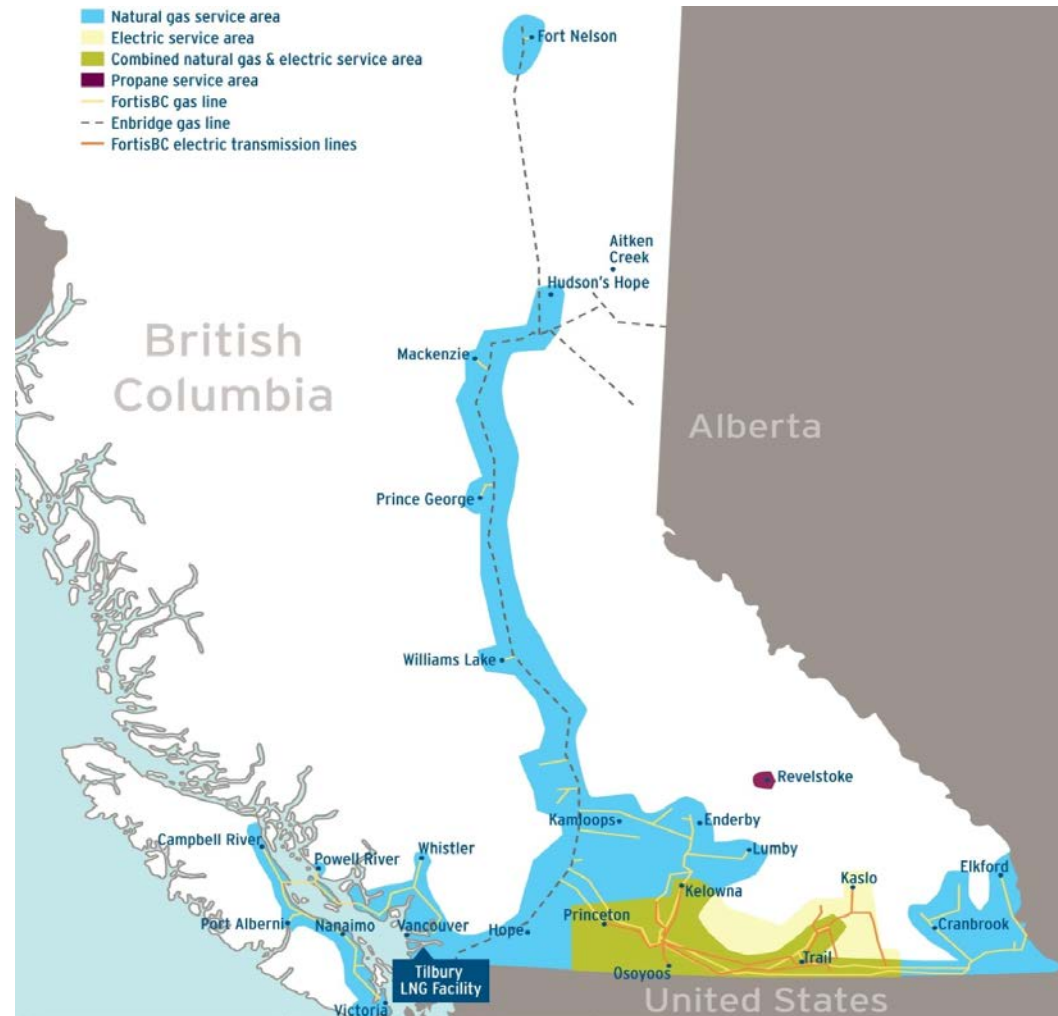 Natural gas service area
Electric service area
Combined natural gas & electric service area
Propane service area
FortisBC gas line
Enbridge gas line
FortisBC electric transmission lines
Fort Nelson
Aitken
Creek
Hudson's Hope
British
Columbia
Mackenzie
Alberta
Prince George
Williams Lake
Revelstoke
Kamloops
Enderby
Campbell River
Whistler
Lumby
Powell River
Elkford
Kaslo
Kelowna
Port Alberni
Nanaimo
Vancouver
Hope
Princeton
Cranbrook
Trail
Osoyoos
Tilbury
LNG Facility
Victoria
United States